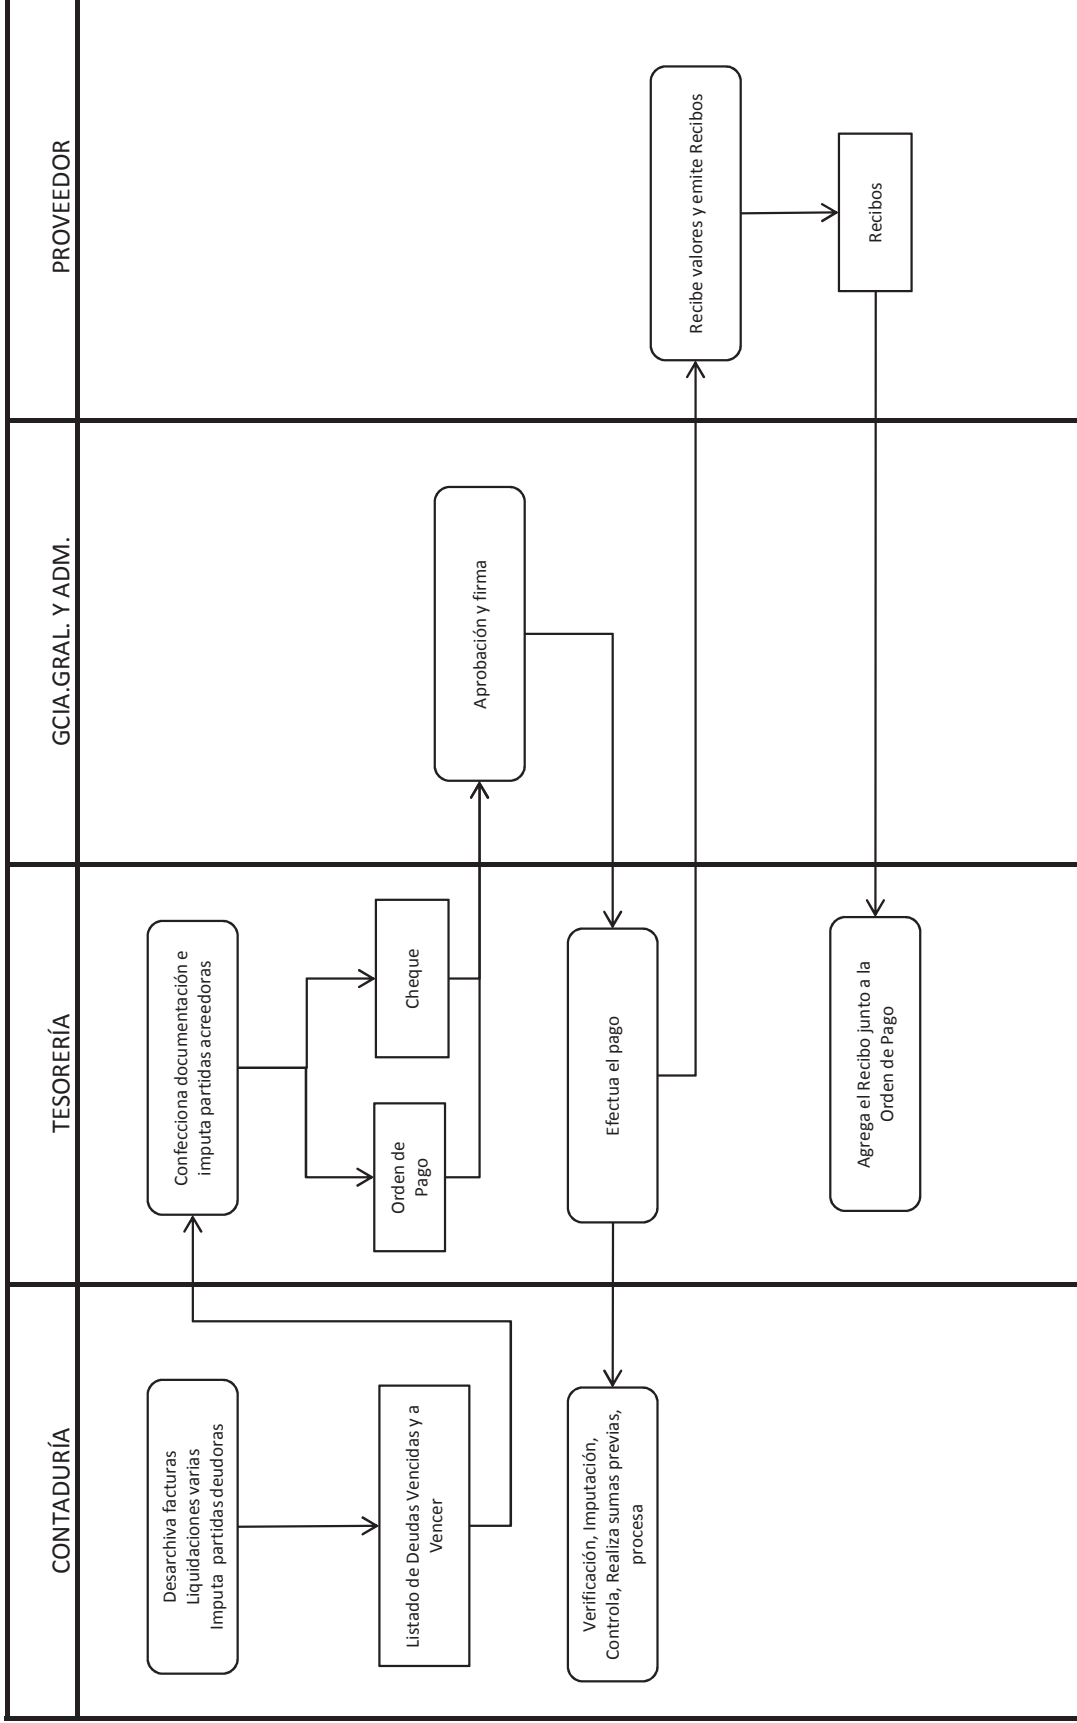 CONTADURÍA
TESORERÍA
GCIA.GRAL. Y ADM.
PROVEEDOR
Desarchiva facturas
Liquidaciones varias
Imputa partidas deudoras
Confecciona documentación e
imputa partidas acreedoras
Listado de Deudas Vencidas y a
Vencer
Orden de
Pago
Cheque
Aprobación y firma
Verificación, Imputación,
Controla, Realiza sumas previas,
procesa
Efectua el pago
Recibe valores y emite Recibos
Agrega el Recibo junto a la
Orden de Pago
Recibos